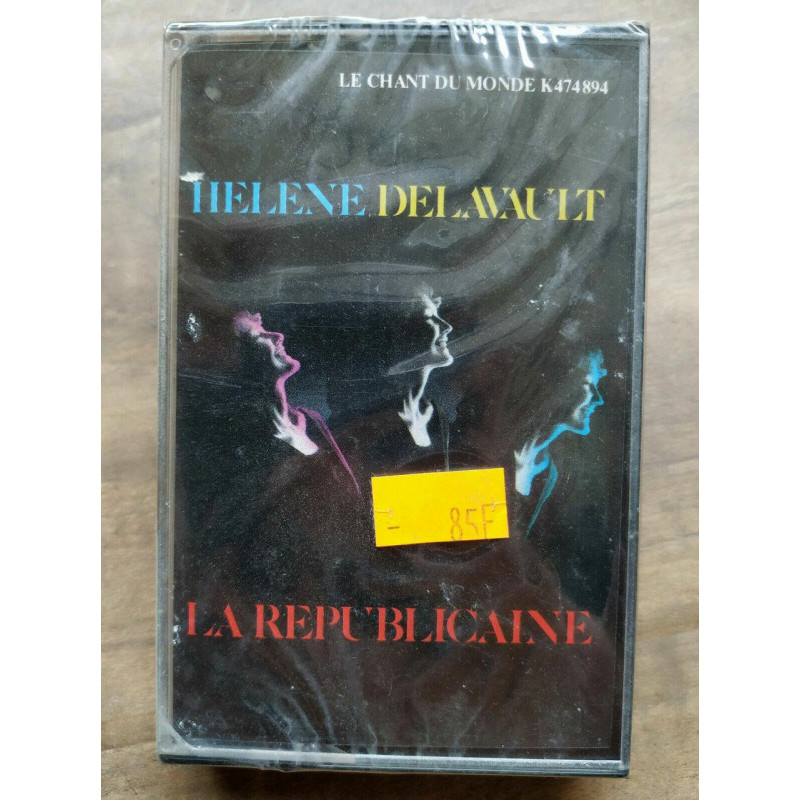 LE CHANT DU MONDE K474894
HELENE DELAVAULT
85F
LA REPUBLICAINE